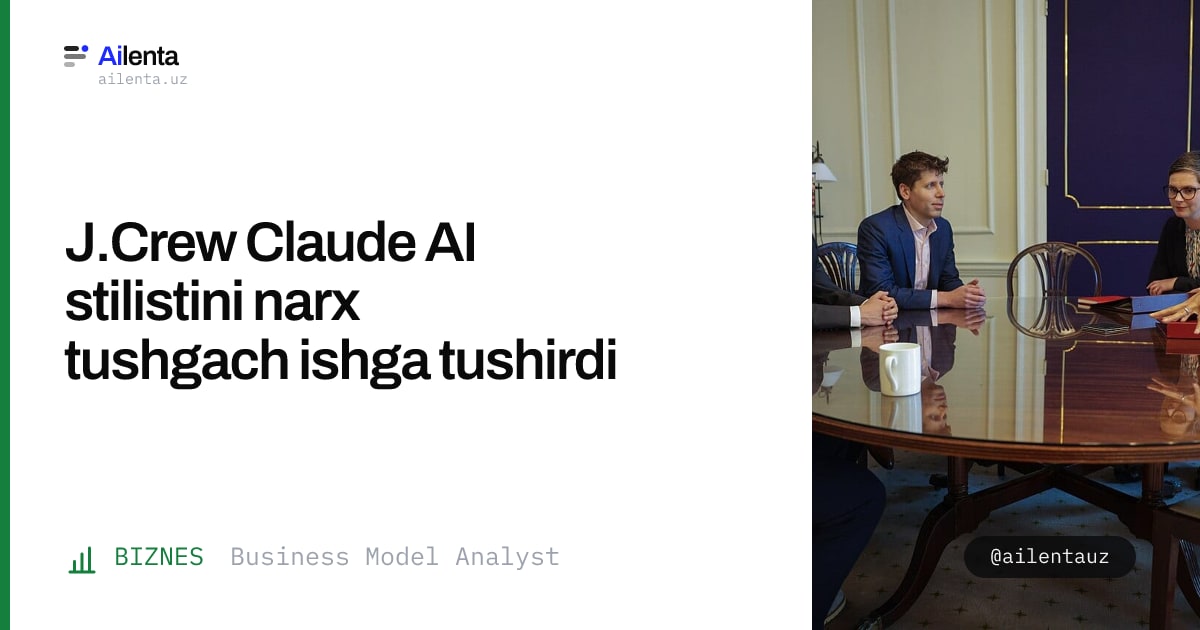 Ailenta
ailenta.uz
J.Crew Claude AI
stilistini narx
tushgach ishga tushirdi
BIZNES Business Model Analyst
@ailentauz